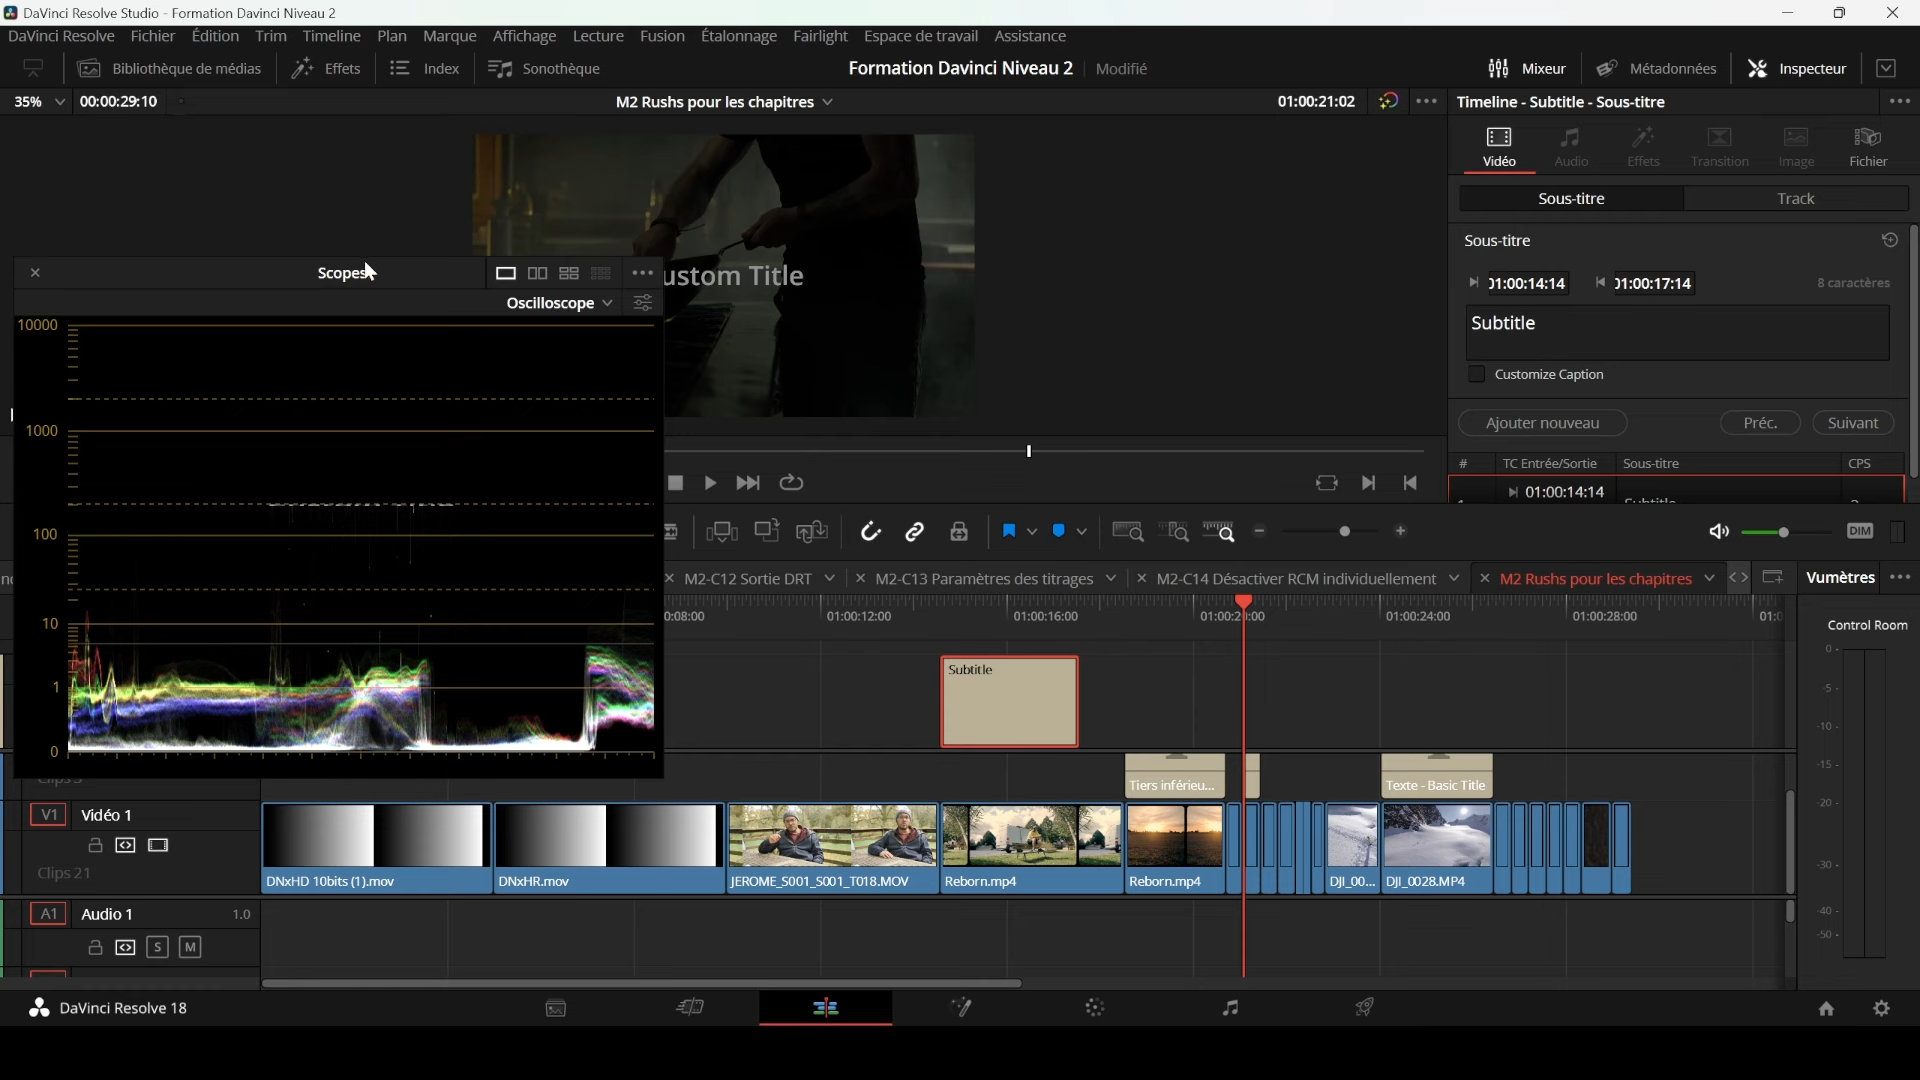 DaVinci Resolve Studio - Formation Davinci Niveau 2
DaVinci Resolve Fichier Édition Trim Timeline Plan Marque Affichage Lecture Fusion Étalonnage Fairlight Espace de travail Assistance
Bibliothèque de médias Effets Index Sonothèque Formation Davinci Niveau 2 Modifié Mixeur Métadonnées Inspecteur
35% 00:00:29:10 M2 Rushs pour les chapitres 01:00:21:02 Timeline - Subtitle - Sous-titre
Vidéo Audio Effets Transition Image Fichier
Sous-titre Track
Sous-titre
Scopes
ustom Title
01:00:14:14 01:00:17:14 8 caractères
Oscilloscope
Subtitle
Customize Caption
Ajouter nouveau Préc. Suivant
# TC Entrée/Sortie Sous-titre CPS
01:00:14:14
10000
1000
100
10
1
0
DIM
M2-C12 Sortie DRT M2-C13 Paramètres des titrages M2-C14 Désactiver RCM individuellement M2 Rushs pour les chapitres Vumètres
0:08:00 01:00:12:00 01:00:16:00 01:00:20:00 01:00:24:00 01:00:28:00 01:0
Control Room
0
-5
-10
-15
-20
-30
-40
-50
Subtitle
Tiers inférieu... Texte - Basic Title
V1 Vidéo 1
Clips 21
DNxHD 10bits (1).mov DNxHR.mov JEROME_S001_S001_T018.MOV Reborn.mp4 Reborn.mp4 DJI_00... DJI_0028.MP4
A1 Audio 1 1.0
S M
DaVinci Resolve 18